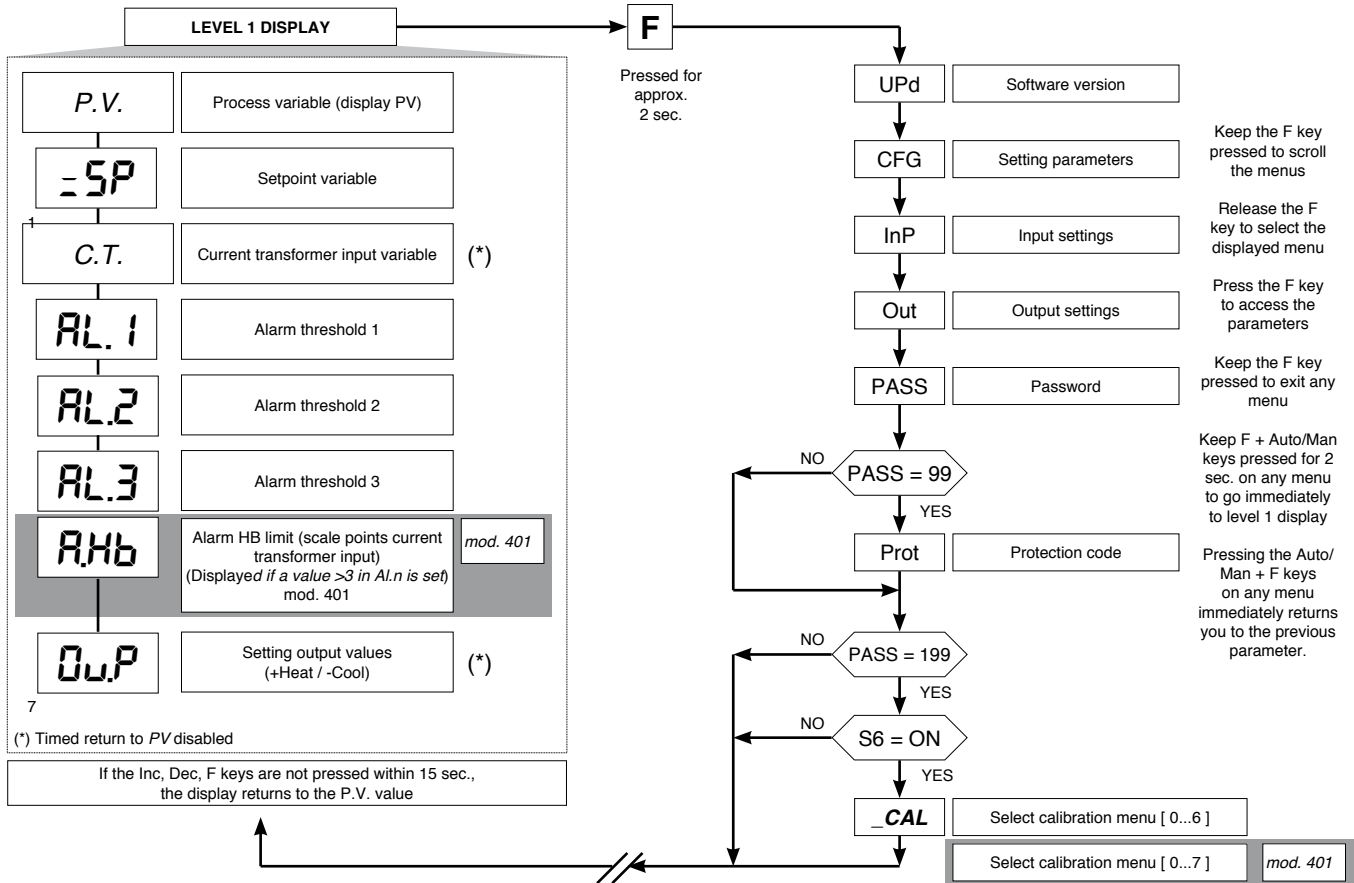 LEVEL 1 DISPLAY
F
Pressed for
approx.
2 sec.
P.V.
Process variable (display PV)
= SP
Setpoint variable
1
C.T.
Current transformer input variable
(*)
AL. 1
Alarm threshold 1
AL.2
Alarm threshold 2
AL.3
Alarm threshold 3
A.Hb
Alarm HB limit (scale points current
transformer input)
(Displayed if a value >3 in Al.n is set)
mod. 401
mod. 401
Ou.P
Setting output values
(+Heat / -Cool)
(*)
7
(*) Timed return to PV disabled
If the Inc, Dec, F keys are not pressed within 15 sec.,
the display returns to the P.V. value
UPd
Software version
CFG
Setting parameters
InP
Input settings
Out
Output settings
PASS
Password
NO
PASS = 99
YES
Prot
Protection code
NO
PASS = 199
YES
NO
S6 = ON
YES
_CAL
Select calibration menu [ 0...6 ]
Select calibration menu [ 0...7 ]
mod. 401
Keep the F key
pressed to scroll
the menus
Release the F
key to select the
displayed menu
Press the F key
to access the
parameters
Keep the F key
pressed to exit any
menu
Keep F + Auto/Man
keys pressed for 2
sec. on any menu
to go immediately
to level 1 display
Pressing the Auto/
Man + F keys
on any menu
immediately returns
you to the previous
parameter.